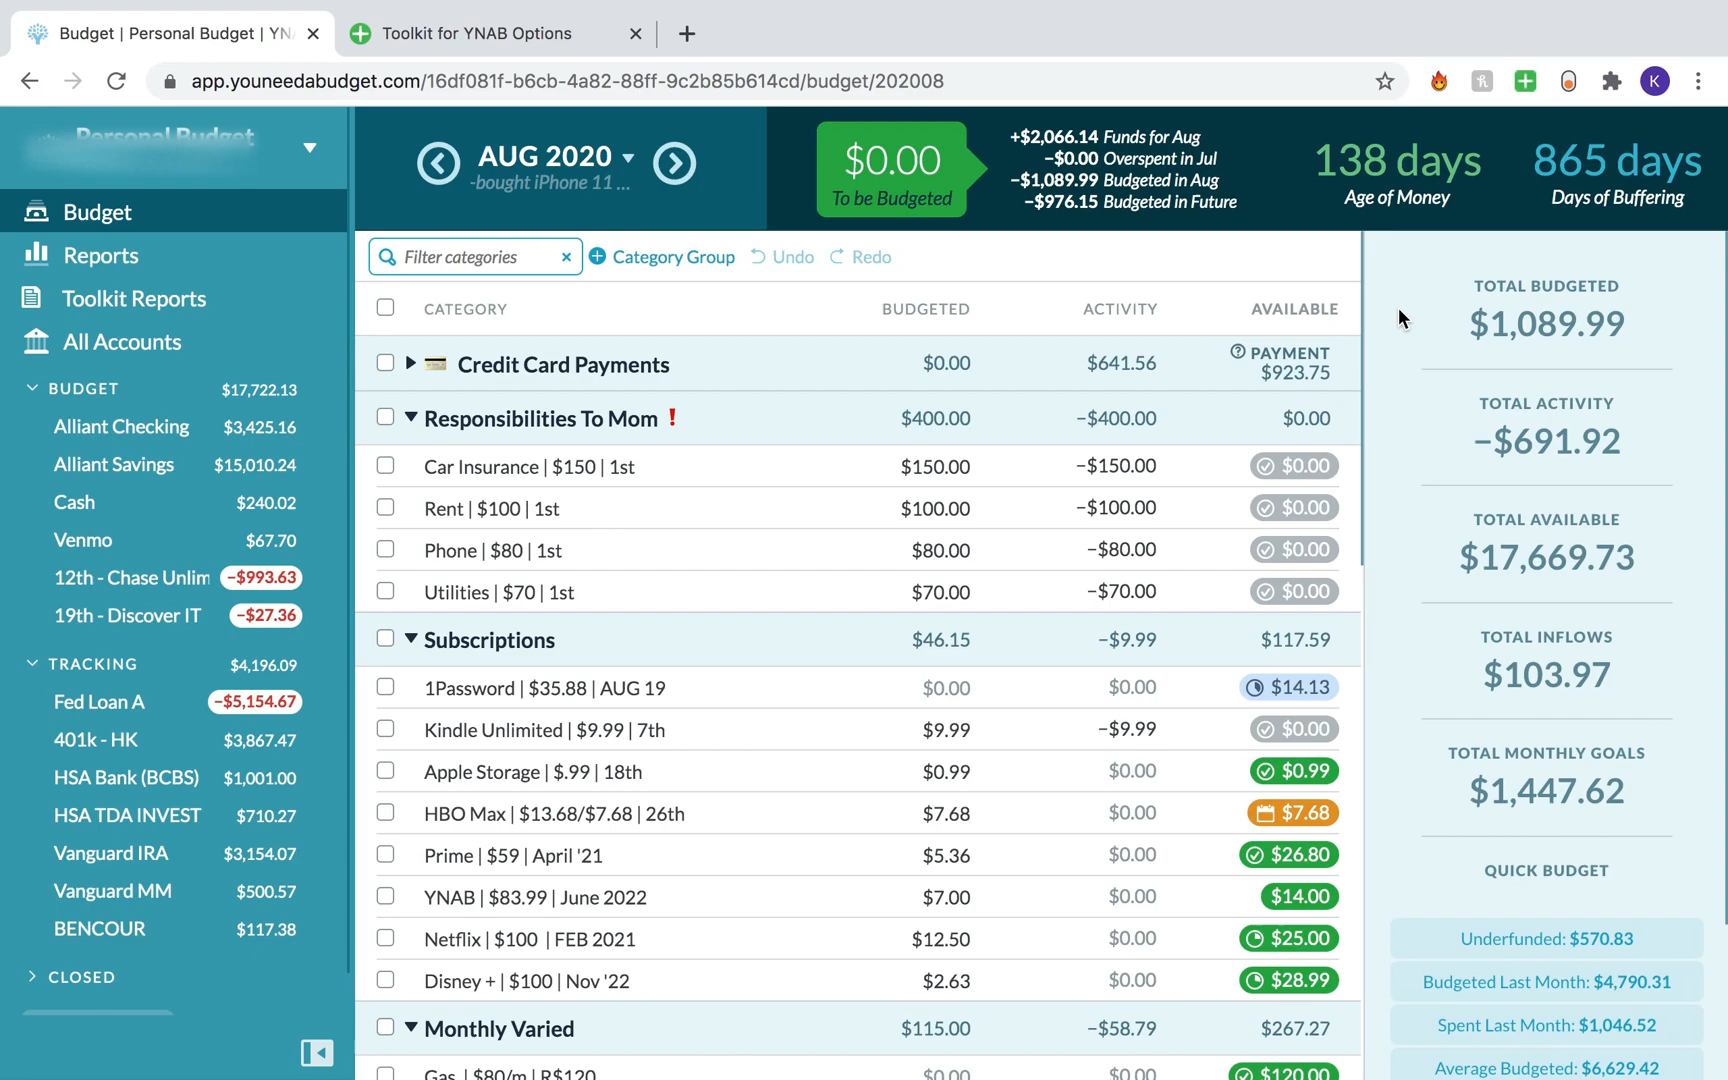 Budget | Personal Budget | YN
Toolkit for YNAB Options
app.youneedabudget.com/16df081f-b6cb-4a82-88ff-9c2b85b614cd/budget/202008
K
Personal Budget
AUG 2020
-bought iPhone 11 ...
$0.00
To be Budgeted
+$2,066.14 Funds for Aug
−$0.00 Overspent in Jul
−$1,089.99 Budgeted in Aug
−$976.15 Budgeted in Future
138 days
Age of Money
865 days
Days of Buffering
Budget
Reports
Toolkit Reports
All Accounts
BUDGET $17,722.13
Alliant Checking $3,425.16
Alliant Savings $15,010.24
Cash $240.02
Venmo $67.70
12th - Chase Unlim −$993.63
19th - Discover IT −$27.36
TRACKING $4,196.09
Fed Loan A −$5,154.67
401k - HK $3,867.47
HSA Bank (BCBS) $1,001.00
HSA TDA INVEST $710.27
Vanguard IRA $3,154.07
Vanguard MM $500.57
BENCOUR $117.38
CLOSED
Filter categories
Category Group Undo Redo
CATEGORY BUDGETED ACTIVITY AVAILABLE
Credit Card Payments $0.00 $641.56 PAYMENT $923.75
Responsibilities To Mom ❗ $400.00 −$400.00 $0.00
Car Insurance | $150 | 1st $150.00 −$150.00 $0.00
Rent | $100 | 1st $100.00 −$100.00 $0.00
Phone | $80 | 1st $80.00 −$80.00 $0.00
Utilities | $70 | 1st $70.00 −$70.00 $0.00
Subscriptions $46.15 −$9.99 $117.59
1Password | $35.88 | AUG 19 $0.00 $0.00 $14.13
Kindle Unlimited | $9.99 | 7th $9.99 −$9.99 $0.00
Apple Storage | $.99 | 18th $0.99 $0.00 $0.99
HBO Max | $13.68/$7.68 | 26th $7.68 $0.00 $7.68
Prime | $59 | April '21 $5.36 $0.00 $26.80
YNAB | $83.99 | June 2022 $7.00 $0.00 $14.00
Netflix | $100 | FEB 2021 $12.50 $0.00 $25.00
Disney + | $100 | Nov '22 $2.63 $0.00 $28.99
Monthly Varied $115.00 −$58.79 $267.27
Gas | $80/m | R$120 $0.00 $0.00 $120.00
TOTAL BUDGETED
$1,089.99
TOTAL ACTIVITY
−$691.92
TOTAL AVAILABLE
$17,669.73
TOTAL INFLOWS
$103.97
TOTAL MONTHLY GOALS
$1,447.62
QUICK BUDGET
Underfunded: $570.83
Budgeted Last Month: $4,790.31
Spent Last Month: $1,046.52
Average Budgeted: $6,629.42